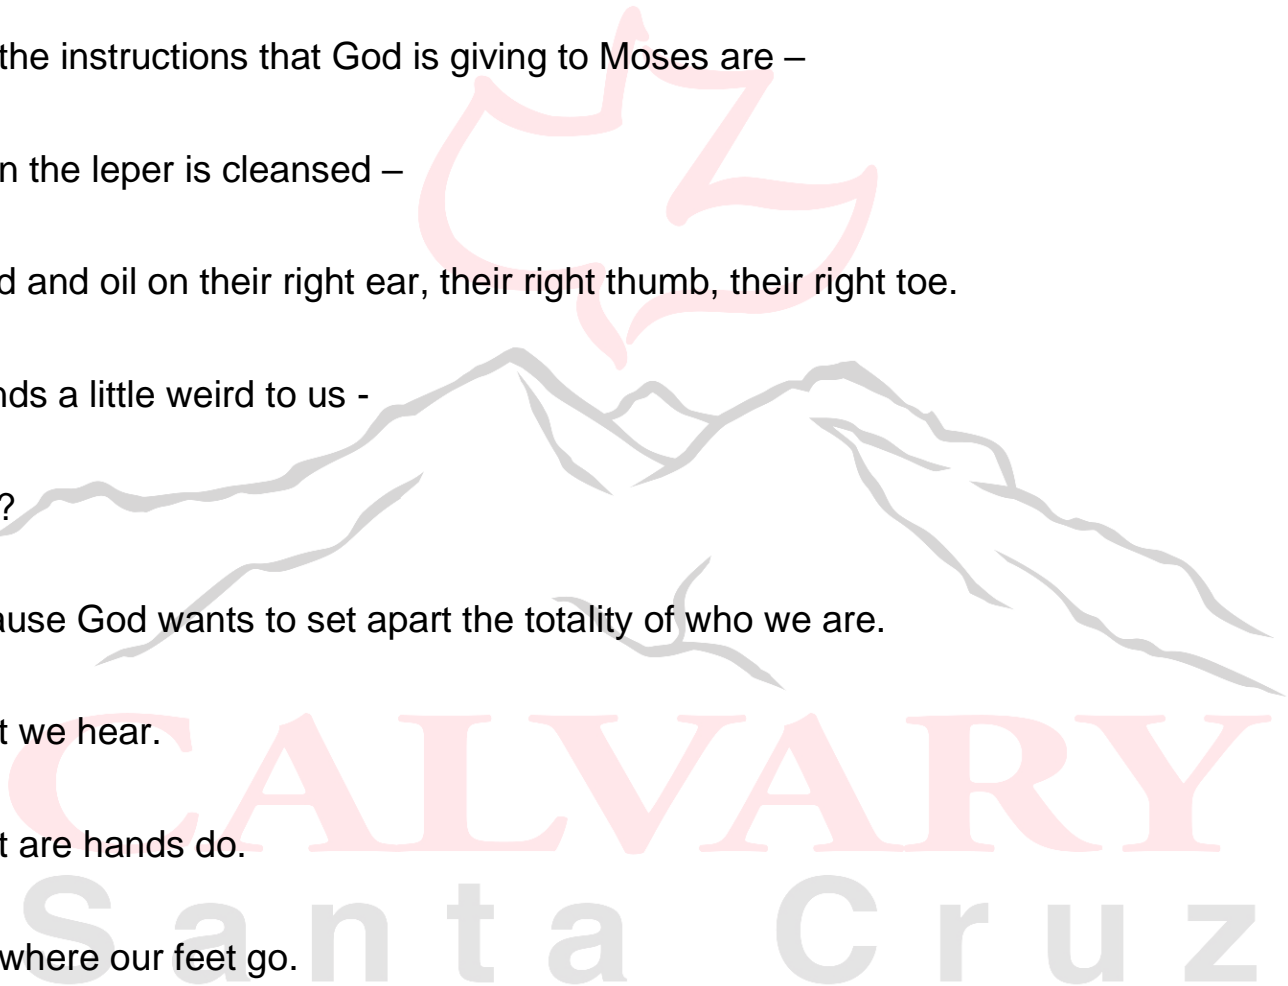 the instructions that God is giving to Moses are –
n the leper is cleansed –
d and oil on their right ear, their right thumb, their right toe.
nds a little weird to us -
?
ause God wants to set apart the totality of who we are.
t we hear.
t are hands do.
where our feet go.
CALVARY
Santa Cruz